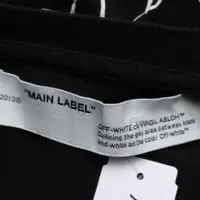 2013©
"MAIN LABEL"
OFF-WHITE c/o VIRGIL ABLOH™
Defining the grey area between black
and white as the color Off-White™